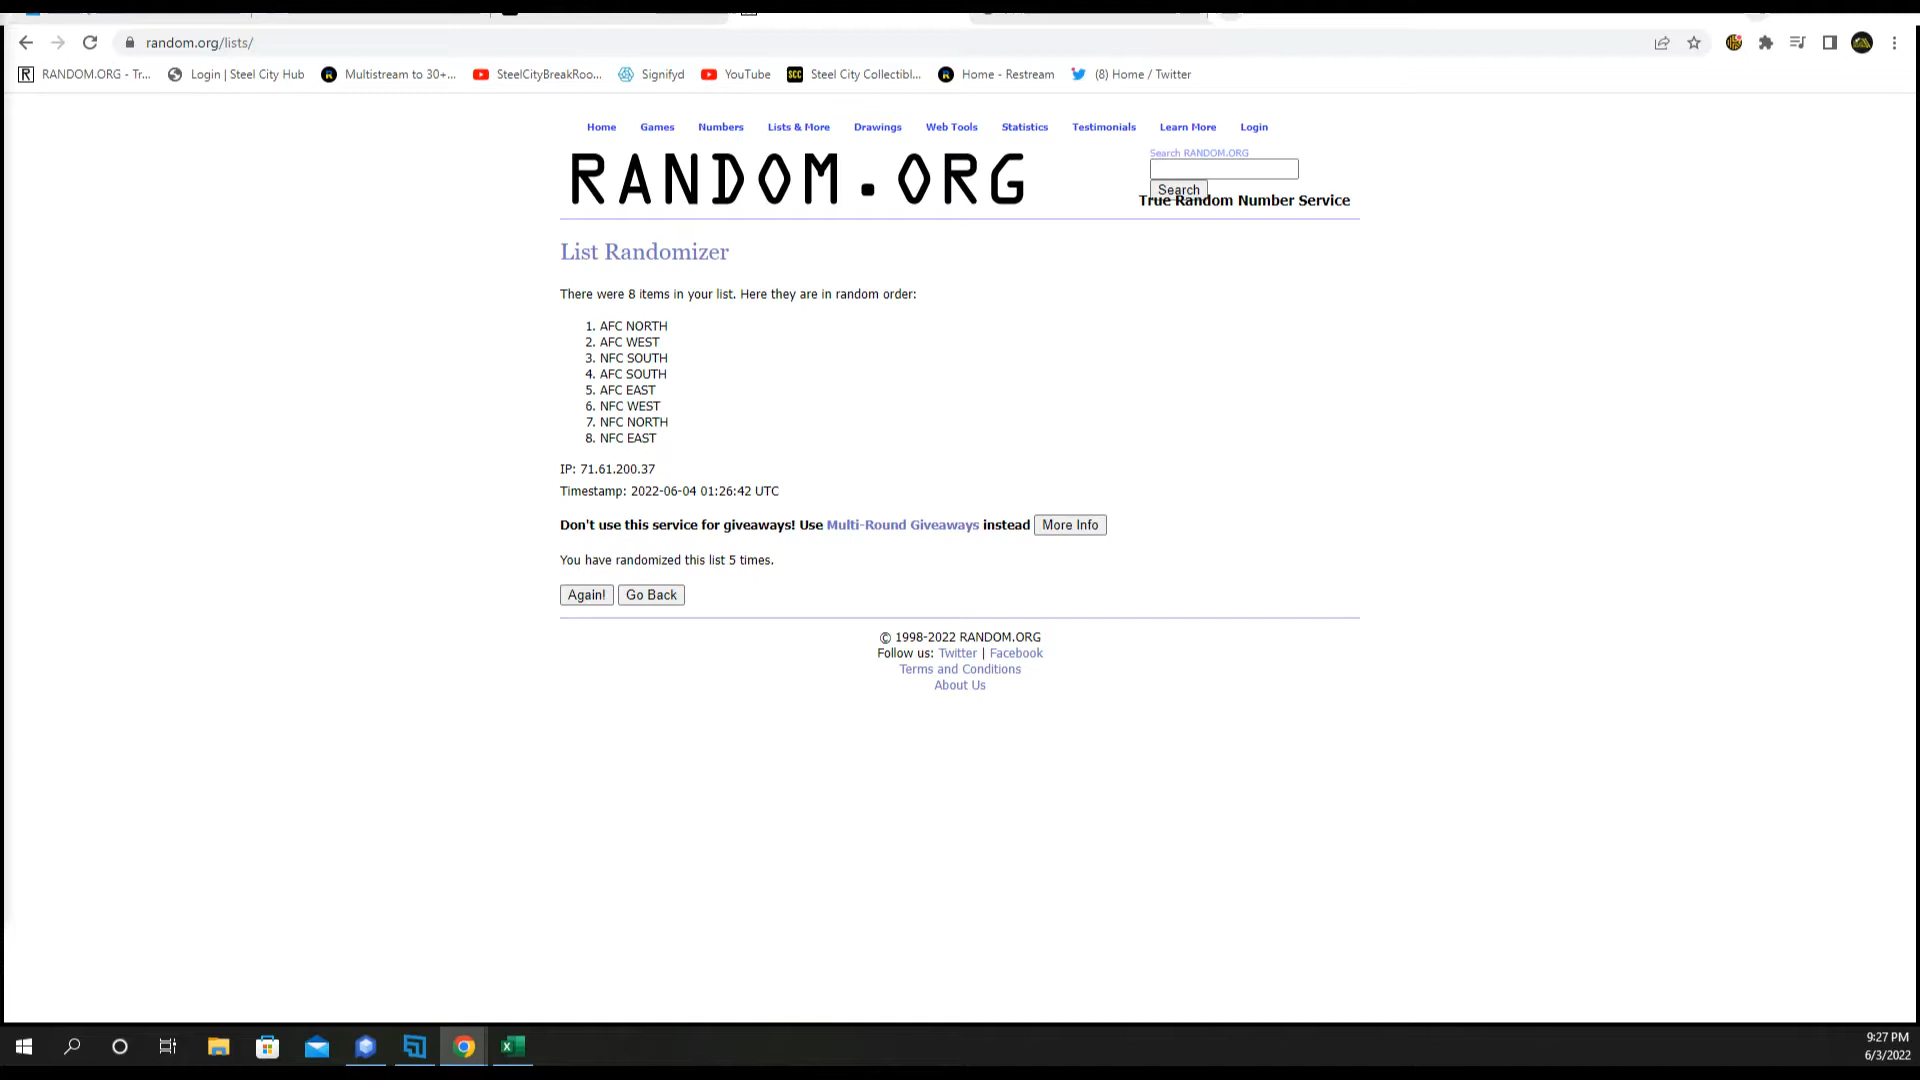 random.org/lists/
RANDOM.ORG - Tr... Login | Steel City Hub Multistream to 30+... SteelCityBreakRoo... Signifyd YouTube SCC Steel City Collectibl... Home - Restream (8) Home / Twitter
Home Games Numbers Lists & More Drawings Web Tools Statistics Testimonials Learn More Login
RANDOM.ORG
Search RANDOM.ORG
Search
True Random Number Service
List Randomizer
There were 8 items in your list. Here they are in random order:
1. AFC NORTH
2. AFC WEST
3. NFC SOUTH
4. AFC SOUTH
5. AFC EAST
6. NFC WEST
7. NFC NORTH
8. NFC EAST
IP: 71.61.200.37
Timestamp: 2022-06-04 01:26:42 UTC
Don't use this service for giveaways! Use Multi-Round Giveaways instead More Info
You have randomized this list 5 times.
Again! Go Back
© 1998-2022 RANDOM.ORG
Follow us: Twitter | Facebook
Terms and Conditions
About Us
9:27 PM
6/3/2022